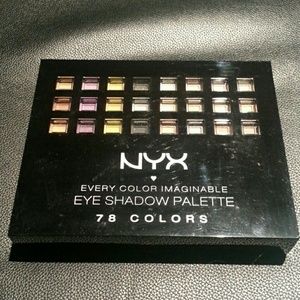 NYX
EVERY COLOR IMAGINABLE
EYE SHADOW PALETTE
78 COLORS